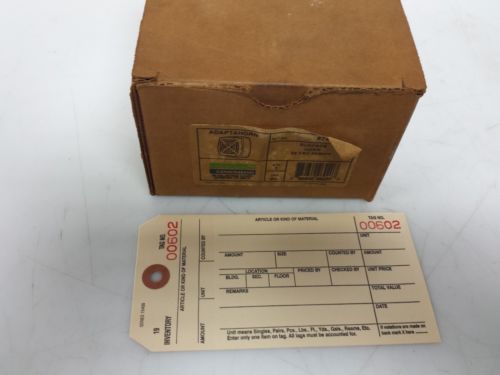 ADAPTAHORN
ARTICLE OR KIND OF MATERIAL
TAG NO.
00602
UNIT
AMOUNT
SIZE
COUNTED BY
AMOUNT
LOCATION
BLDG.
SEC.
FLOOR
PRICED BY
CHECKED BY
UNIT PRICE
REMARKS
TOTAL VALUE
DATE
Unit means Singles, Pairs, Pcs., Lbs., Ft., Yds., Gals., Reams, Etc.
Enter only one item on tag. All tags must be accounted for.
If notations are made on
back mark it here
TAG NO.
00602
ARTICLE OR KIND OF MATERIAL
COUNTED BY
UNIT
AMOUNT
19
INVENTORY